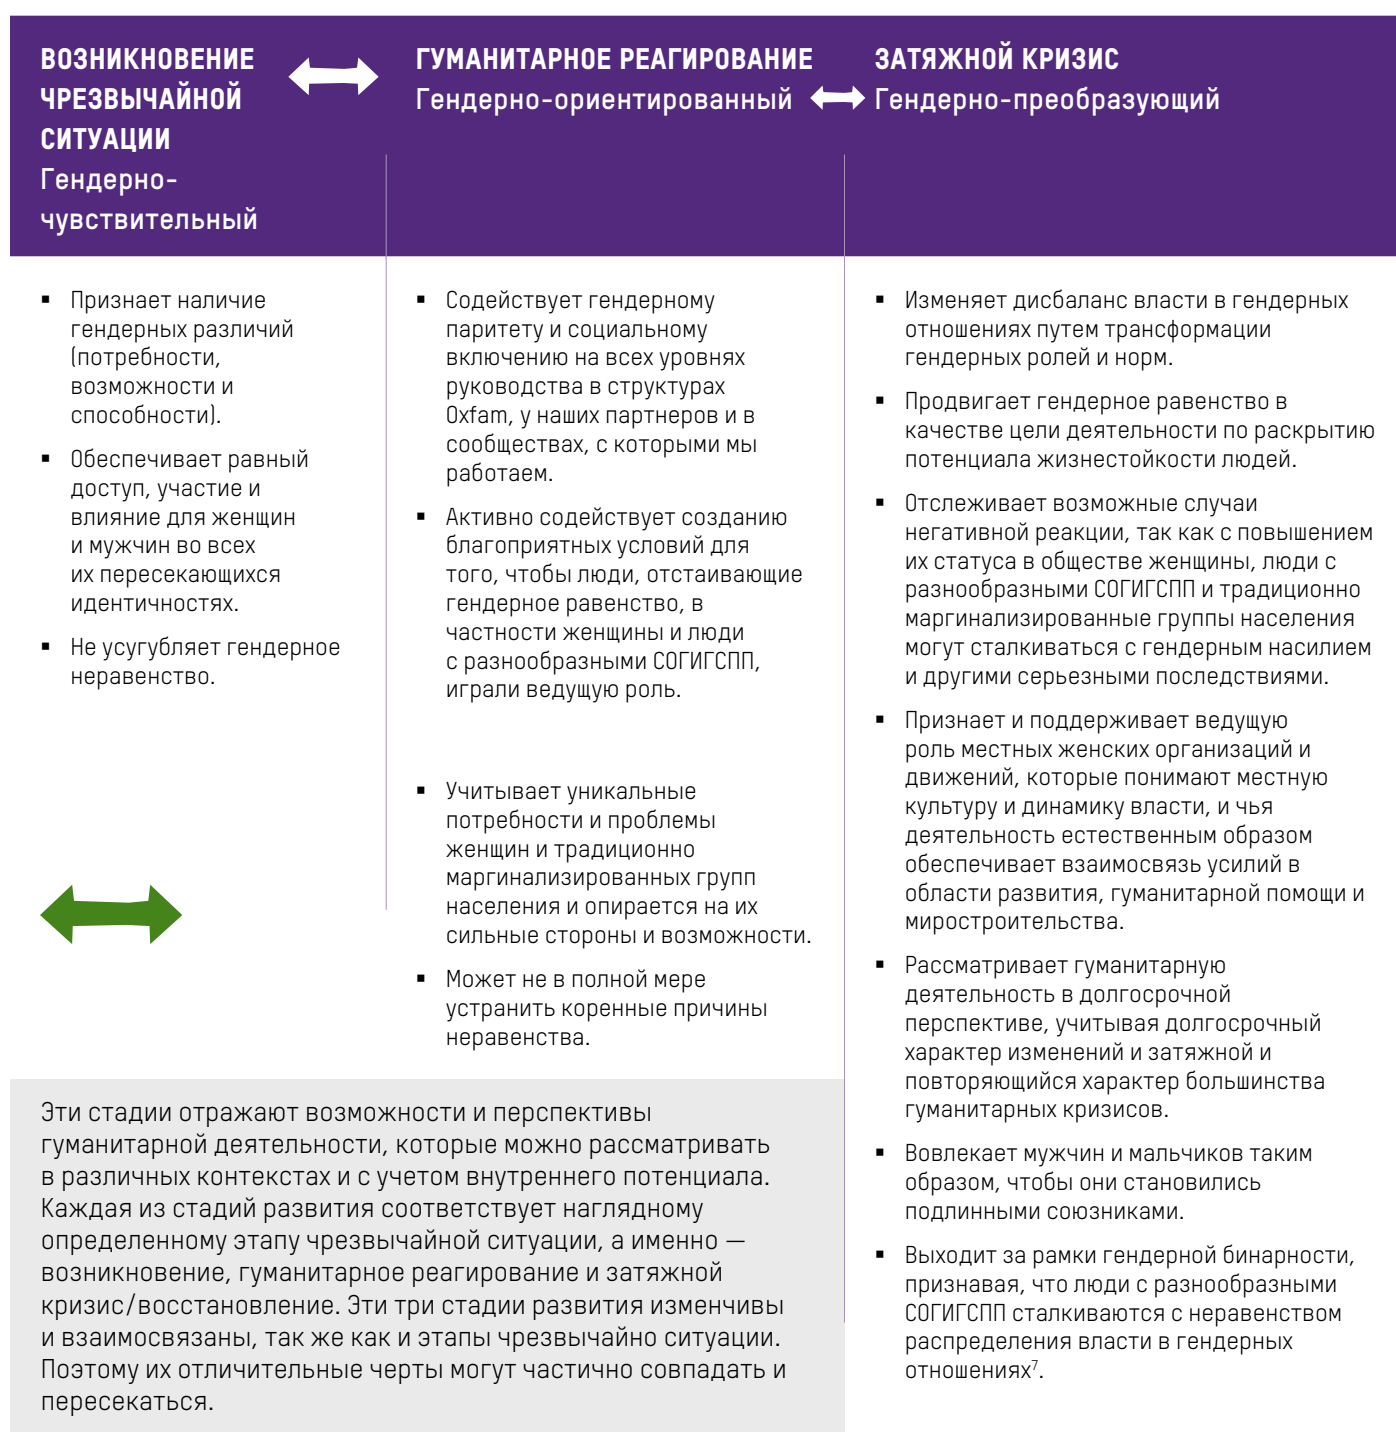 ВОЗНИКНОВЕНИЕ
ЧРЕЗВЫЧАЙНОЙ
СИТУАЦИИ
Гендерно-
чувствительный
ГУМАНИТАРНОЕ РЕАГИРОВАНИЕ
Гендерно-ориентированный
ЗАТЯЖНОЙ КРИЗИС
Гендерно-преобразующий
▪ Признает наличие
гендерных различий
(потребности,
возможности и
способности).
▪ Обеспечивает равный
доступ, участие и
влияние для женщин
и мужчин во всех
их пересекающихся
идентичностях.
▪ Не усугубляет гендерное
неравенство.
▪ Содействует гендерному
паритету и социальному
включению на всех уровнях
руководства в структурах
Oxfam, у наших партнеров и в
сообществах, с которыми мы
работаем.
▪ Активно содействует созданию
благоприятных условий для
того, чтобы люди, отстаивающие
гендерное равенство, в
частности женщины и люди
с разнообразными СОГИГСПП,
играли ведущую роль.
▪ Учитывает уникальные
потребности и проблемы
женщин и традиционно
маргинализированных групп
населения и опирается на их
сильные стороны и возможности.
▪ Может не в полной мере
устранить коренные причины
неравенства.
▪ Изменяет дисбаланс власти в гендерных
отношениях путем трансформации
гендерных ролей и норм.
▪ Продвигает гендерное равенство в
качестве цели деятельности по раскрытию
потенциала жизнестойкости людей.
▪ Отслеживает возможные случаи
негативной реакции, так как с повышением
их статуса в обществе женщины, люди с
разнообразными СОГИГСПП и традиционно
маргинализированные группы населения
могут сталкиваться с гендерным насилием
и другими серьезными последствиями.
▪ Признает и поддерживает ведущую
роль местных женских организаций и
движений, которые понимают местную
культуру и динамику власти, и чья
деятельность естественным образом
обеспечивает взаимосвязь усилий в
области развития, гуманитарной помощи и
миростроительства.
▪ Рассматривает гуманитарную
деятельность в долгосрочной
перспективе, учитывая долгосрочный
характер изменений и затяжной и
повторяющийся характер большинства
гуманитарных кризисов.
▪ Вовлекает мужчин и мальчиков таким
образом, чтобы они становились
подлинными союзниками.
▪ Выходит за рамки гендерной бинарности,
признавая, что люди с разнообразными
СОГИГСПП сталкиваются с неравенством
распределения власти в гендерных
отношениях⁷.
Эти стадии отражают возможности и перспективы
гуманитарной деятельности, которые можно рассматривать
в различных контекстах и с учетом внутреннего потенциала.
Каждая из стадий развития соответствует наглядному
определенному этапу чрезвычайной ситуации, а именно —
возникновение, гуманитарное реагирование и затяжной
кризис/восстановление. Эти три стадии развития изменчивы
и взаимосвязаны, так же как и этапы чрезвычайно ситуации.
Поэтому их отличительные черты могут частично совпадать и
пересекаться.